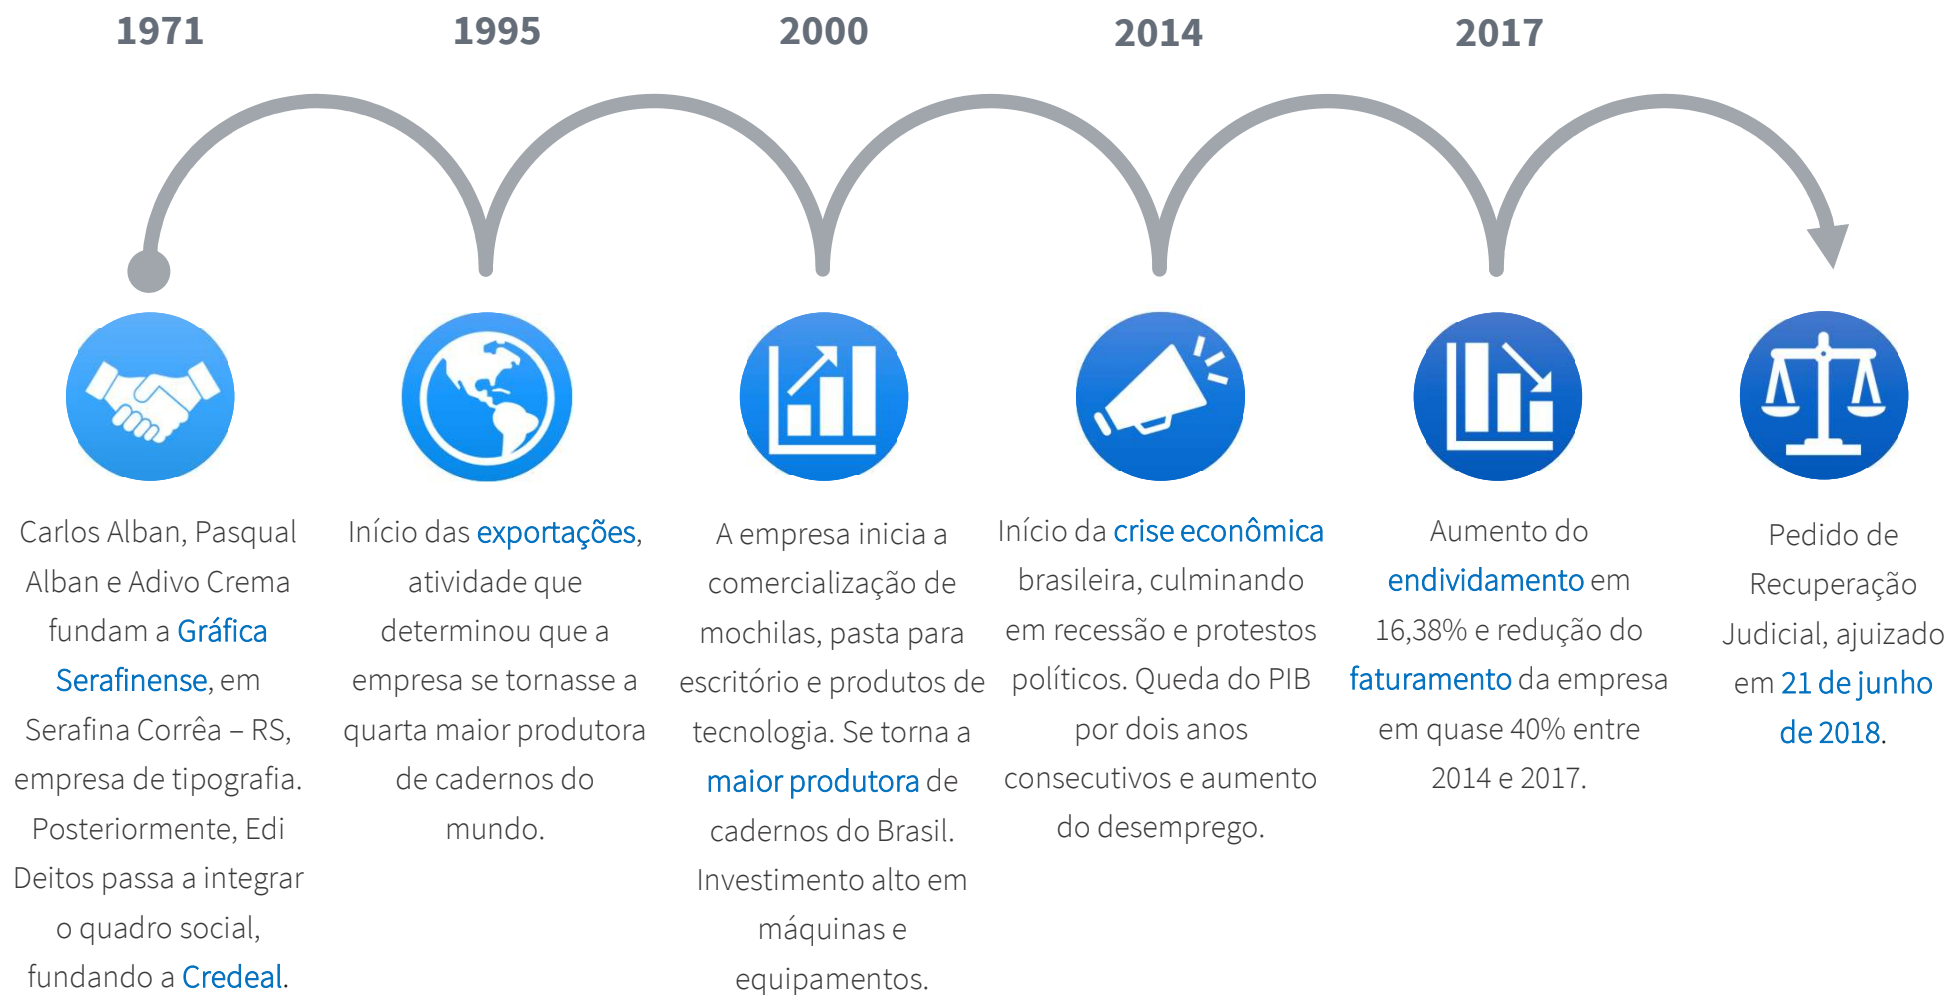 1971
1995
2000
2014
2017
Carlos Alban, Pasqual
Alban e Adivo Crema
fundam a Gráfica
Serafinense, em
Serafina Corrêa – RS,
empresa de tipografia.
Posteriormente, Edi
Deitos passa a integrar
o quadro social,
fundando a Credeal.
Início das exportações,
atividade que
determinou que a
empresa se tornasse a
quarta maior produtora
de cadernos do
mundo.
A empresa inicia a
comercialização de
mochilas, pasta para
escritório e produtos de
tecnologia. Se torna a
maior produtora de
cadernos do Brasil.
Investimento alto em
máquinas e
equipamentos.
Início da crise econômica
brasileira, culminando
em recessão e protestos
políticos. Queda do PIB
por dois anos
consecutivos e aumento
do desemprego.
Aumento do
endividamento em
16,38% e redução do
faturamento da empresa
em quase 40% entre
2014 e 2017.
Pedido de
Recuperação
Judicial, ajuizado
em 21 de junho
de 2018.